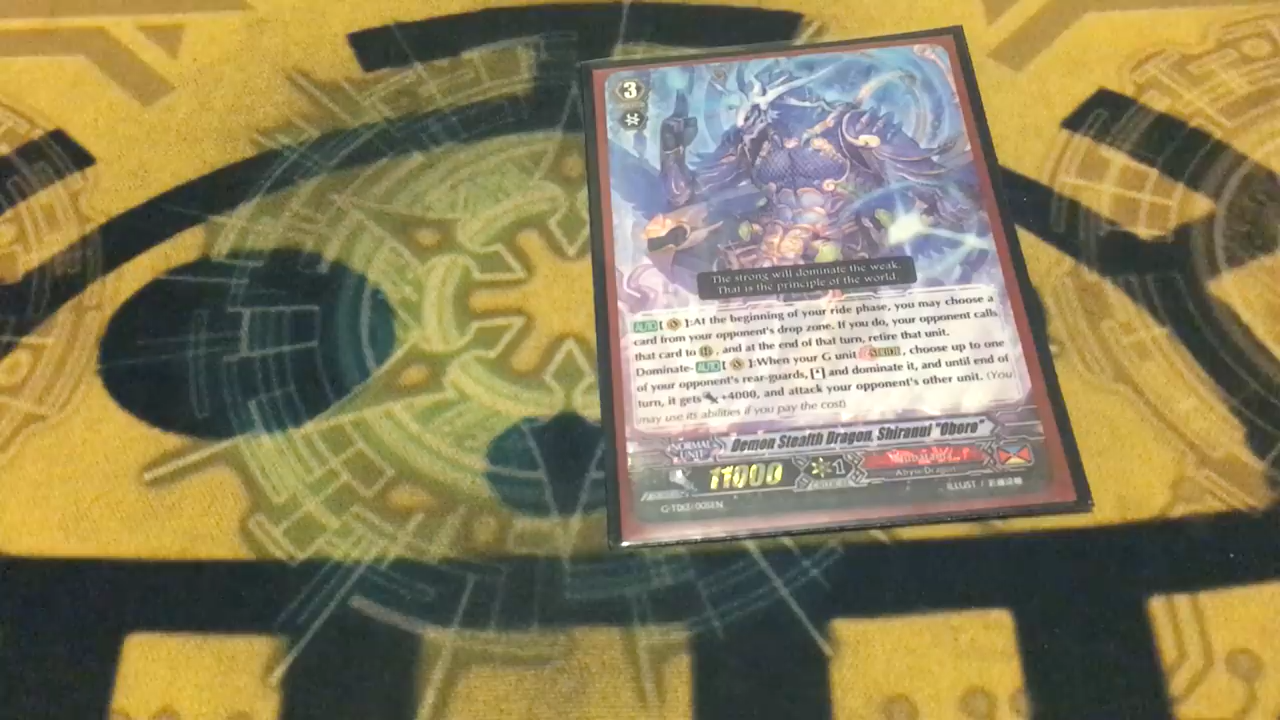 3
The strong will dominate the weak.
That is the principle of the world.
AUTO [ ]:At the beginning of your ride phase, you may choose a
card from your opponent's drop zone. If you do, your opponent calls
that card to R, and at the end of that turn, retire that unit.
Dominate- AUTO [ ]:When your G unit STRIDE, choose up to one
of your opponent's rear-guards, [ ] and dominate it, and until end of
turn, it gets +4000, and attack your opponent's other unit. (You
may use its abilities if you pay the cost)
NORMAL UNIT Demon Stealth Dragon, Shiranui "Oboro"
11000 1
Abyss Dragon
G-TD13/005EN ILLUST /